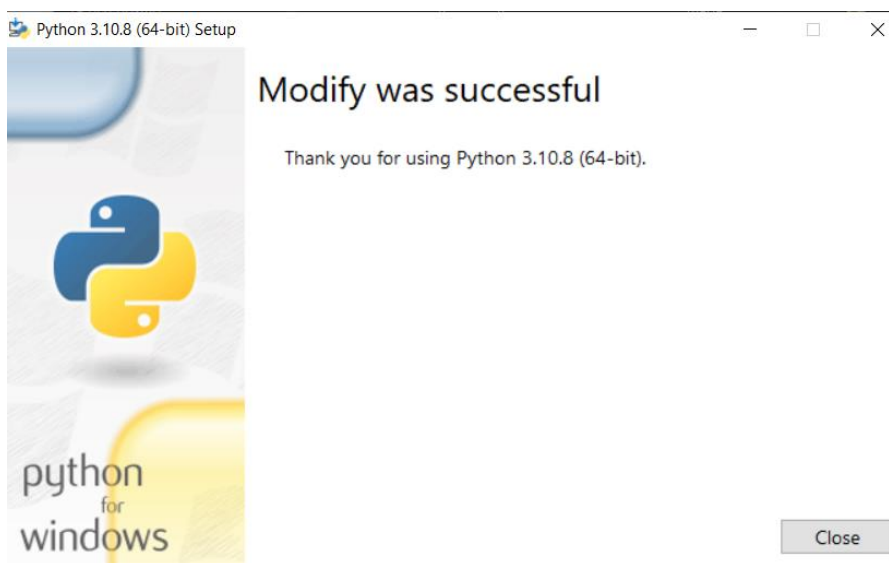 Python 3.10.8 (64-bit) Setup
Modify was successful
Thank you for using Python 3.10.8 (64-bit).
python
for
windows
Close